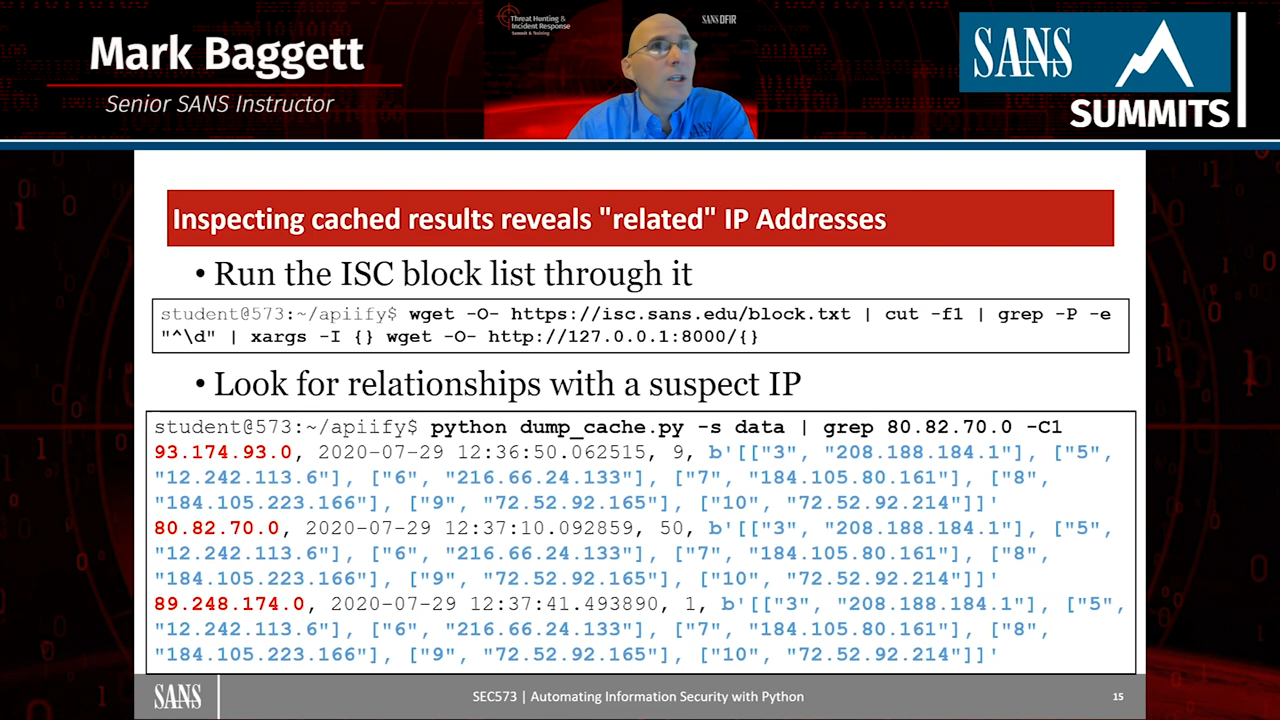 Mark Baggett
Senior SANS Instructor
Threat Hunting &
Incident Response
Summit & Training
SANS DFIR
SANS
SANS
SUMMITS
Inspecting cached results reveals "related" IP Addresses
• Run the ISC block list through it
student@573:~/apiify$ wget -O- https://isc.sans.edu/block.txt | cut -f1 | grep -P -e
"^\d" | xargs -I {} wget -O- http://127.0.0.1:8000/{}
• Look for relationships with a suspect IP
student@573:~/apiify$ python dump_cache.py -s data | grep 80.82.70.0 -C1
93.174.93.0, 2020-07-29 12:36:50.062515, 9, b'[["3", "208.188.184.1"], ["5",
"12.242.113.6"], ["6", "216.66.24.133"], ["7", "184.105.80.161"], ["8",
"184.105.223.166"], ["9", "72.52.92.165"], ["10", "72.52.92.214"]]'
80.82.70.0, 2020-07-29 12:37:10.092859, 50, b'[["3", "208.188.184.1"], ["5",
"12.242.113.6"], ["6", "216.66.24.133"], ["7", "184.105.80.161"], ["8",
"184.105.223.166"], ["9", "72.52.92.165"], ["10", "72.52.92.214"]]'
89.248.174.0, 2020-07-29 12:37:41.493890, 1, b'[["3", "208.188.184.1"], ["5",
"12.242.113.6"], ["6", "216.66.24.133"], ["7", "184.105.80.161"], ["8",
"184.105.223.166"], ["9", "72.52.92.165"], ["10", "72.52.92.214"]]'
SANS
SEC573 | Automating Information Security with Python
15